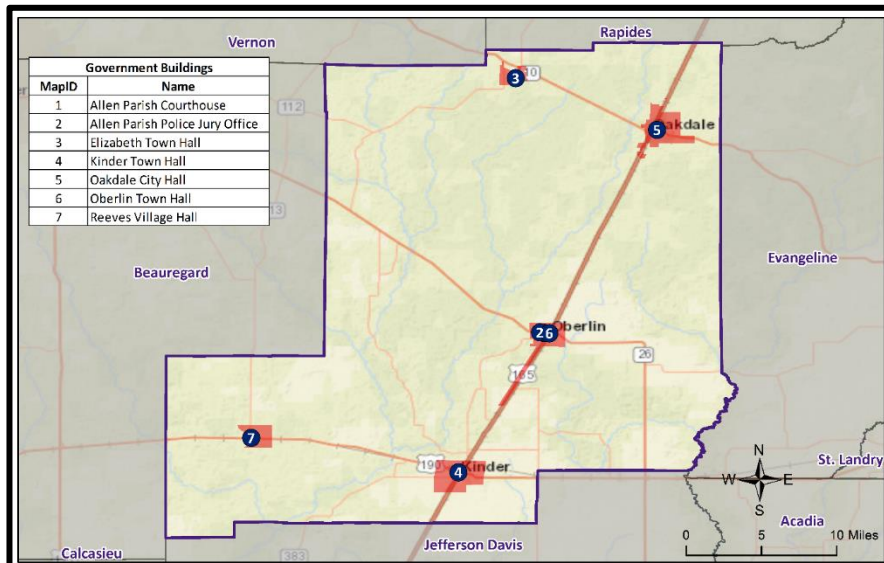 Rapides
Vernon
Government Buildings
MapID Name
1 Allen Parish Courthouse
2 Allen Parish Police Jury Office
3 Elizabeth Town Hall
4 Kinder Town Hall
5 Oakdale City Hall
6 Oberlin Town Hall
7 Reeves Village Hall
3
10
112
5 Oakdale
13
Beauregard
Evangeline
26 Oberlin
26
165
7
190
4 Kinder
St. Landry
N
W E
S
Acadia
0 5 10 Miles
Calcasieu
383
Jefferson Davis